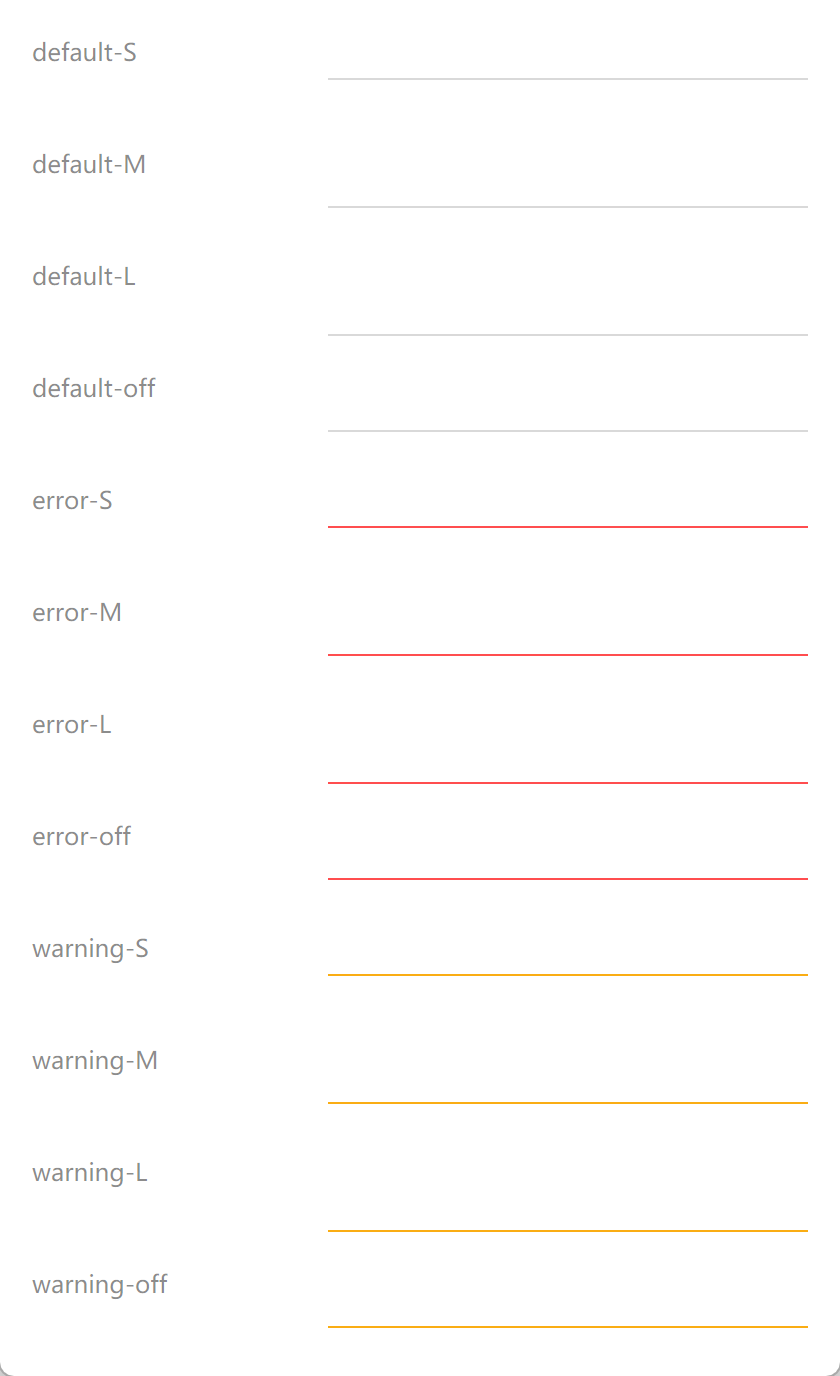 default-S
default-M
default-L
default-off
error-S
error-M
error-L
error-off
warning-S
warning-M
warning-L
warning-off